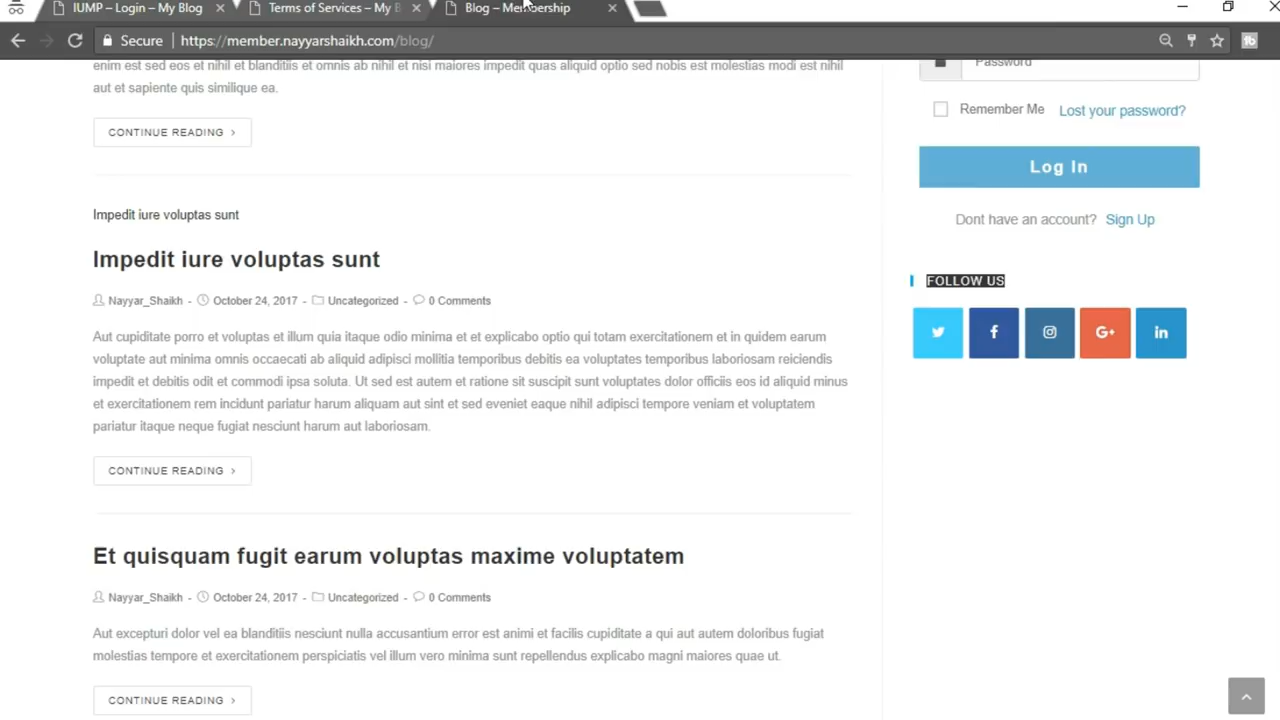 IUMP – Login – My Blog
Terms of Services – My B
Blog – Membership
Secure
https://member.nayyarshaikh.com/blog/
enim est sed eos et nihil et blanditiis et omnis ab nihil et nisi maiores impedit quas aliquid optio sed nobis est molestias modi est nihil
aut et sapiente quis similique ea.
CONTINUE READING >
Impedit iure voluptas sunt
Impedit iure voluptas sunt
Nayyar_Shaikh - October 24, 2017 - Uncategorized - 0 Comments
Aut cupiditate porro et voluptas et illum quia itaque odio minima et et explicabo optio qui totam exercitationem et in quidem earum
voluptate aut minima omnis occaecati ab aliquid adipisci mollitia temporibus debitis ea voluptates temporibus laboriosam reiciendis
impedit et debitis odit et commodi ipsa soluta. Ut sed est autem et ratione sit suscipit sunt voluptates dolor officiis eos id aliquid minus
et exercitationem rem incidunt pariatur harum aliquam aut sint et sed eveniet eaque nihil adipisci tempore veniam et voluptatem
pariatur itaque neque fugiat nesciunt harum aut laboriosam.
CONTINUE READING >
Et quisquam fugit earum voluptas maxime voluptatem
Nayyar_Shaikh - October 24, 2017 - Uncategorized - 0 Comments
Aut excepturi dolor vel ea blanditiis nesciunt nulla accusantium error est animi et facilis cupiditate a qui aut autem doloribus fugiat
molestias tempore et exercitationem perspiciatis vel illum vero minima sunt repellendus explicabo magni maiores quae ut.
CONTINUE READING >
Password
Remember Me
Lost your password?
Log In
Dont have an account? Sign Up
FOLLOW US
f
G+
in